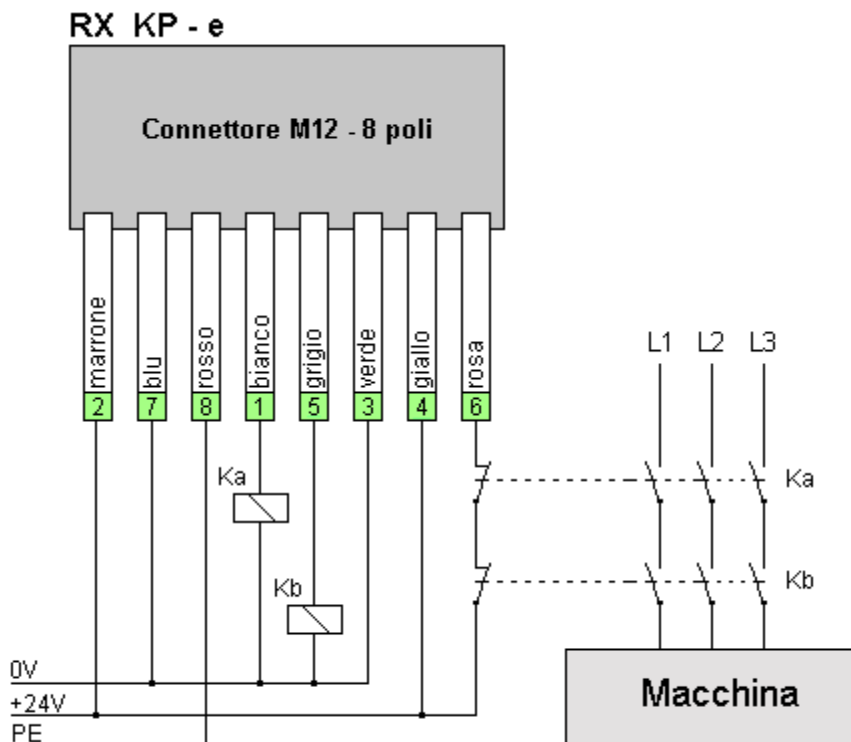 RX KP - e
Connettore M12 - 8 poli
marrone
blu
rosso
bianco
grigio
verde
giallo
rosa
2
7
8
1
5
3
4
6
L1 L2 L3
Ka
Ka
Kb
Kb
0V
+24V
PE
Macchina